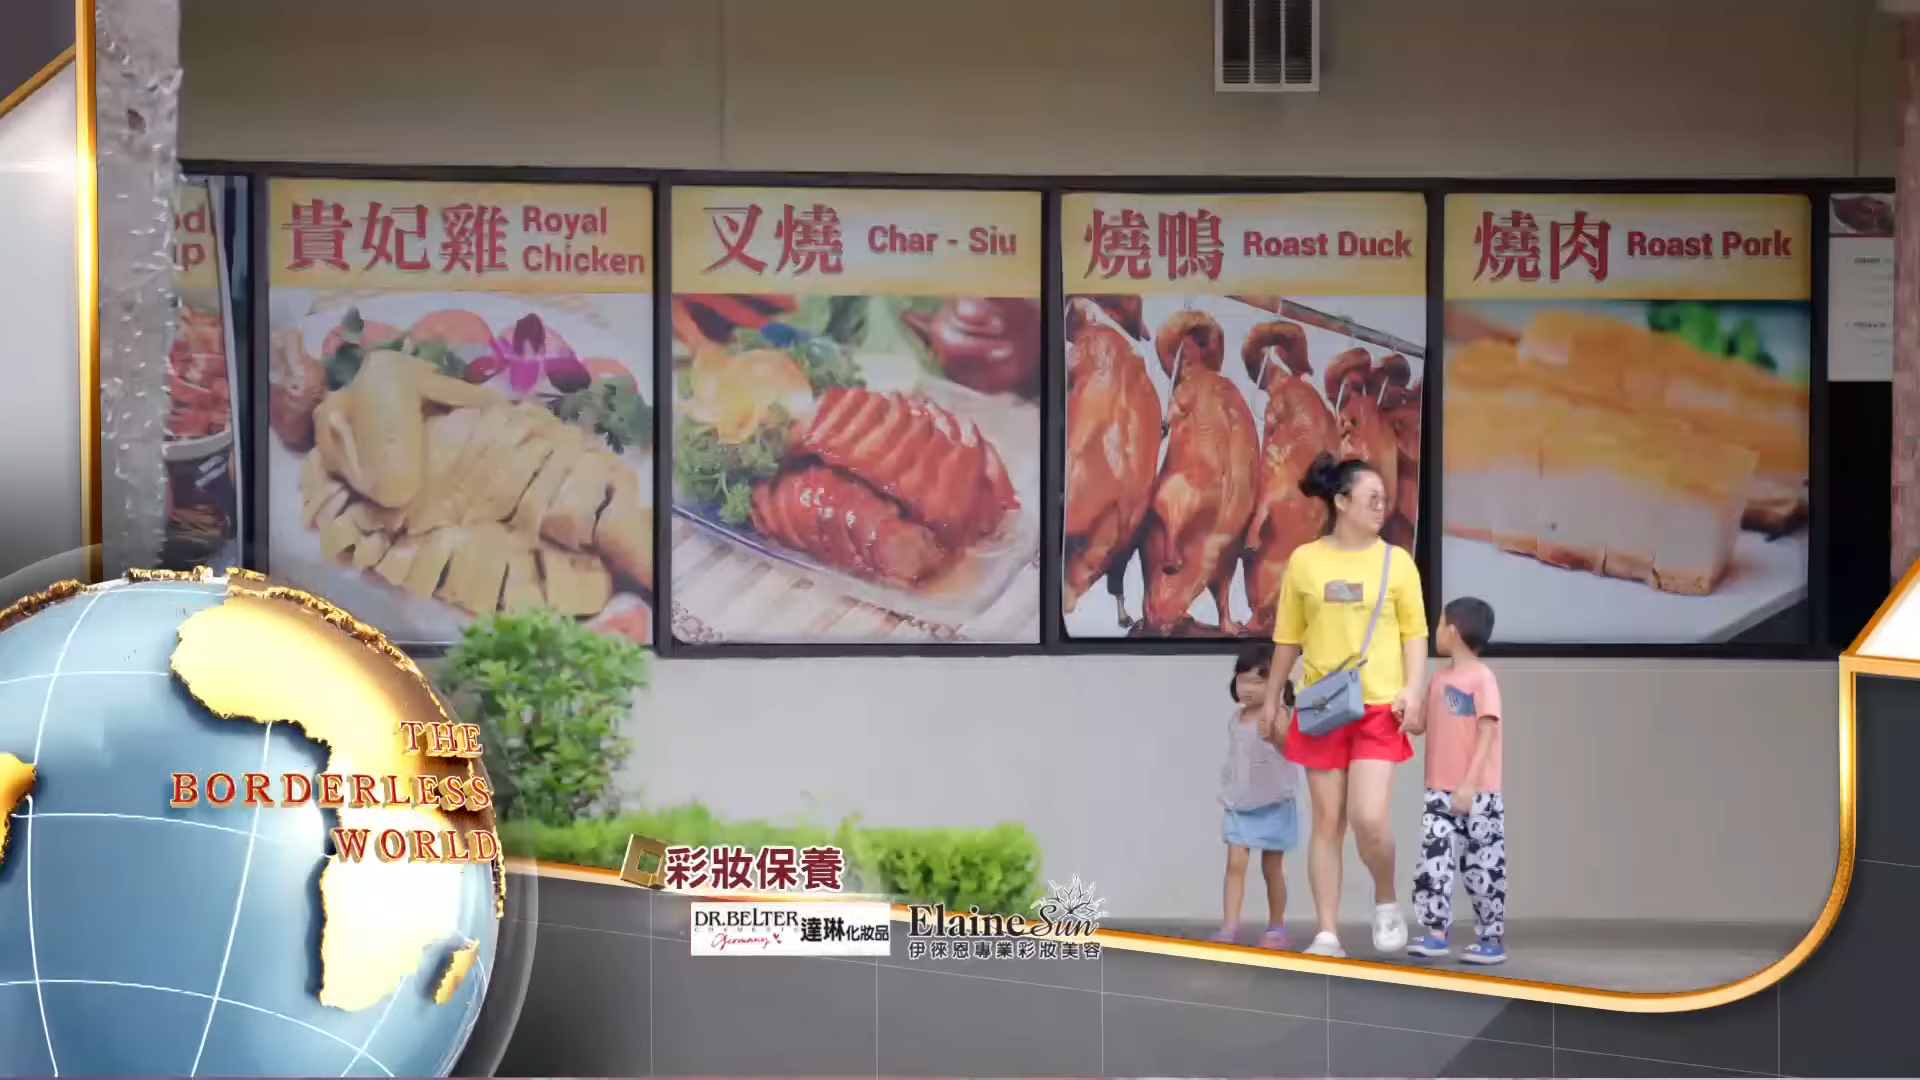 貴妃雞 Royal
Chicken
叉燒 Char - Siu
燒鴨 Roast Duck
燒肉 Roast Pork
THE
BORDERLESS
WORLD
彩妝保養
DR.BELTER
COSMETIC
Germany
達琳化妝品
Elaine Sun
伊徠恩專業彩妝美容